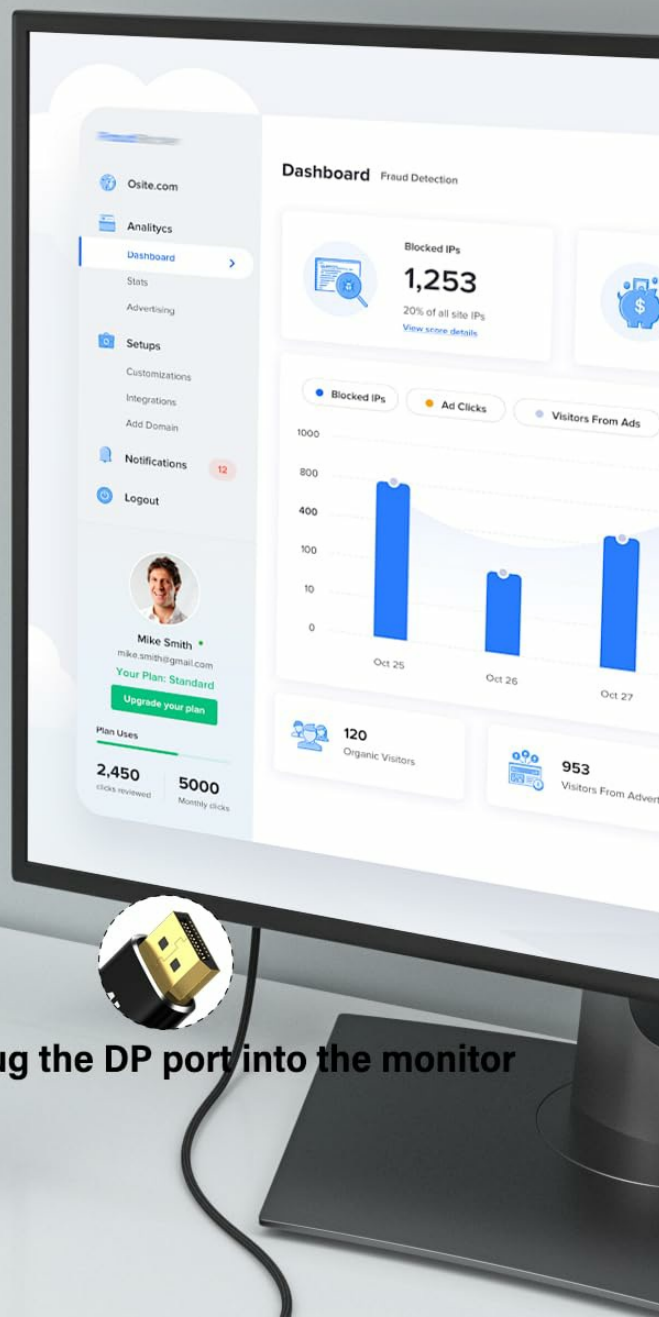 Osite.com
Analitycs
Dashboard
Stats
Advertising
Setups
Customizations
Integrations
Add Domain
Notifications 12
Logout
Mike Smith
mike.smith@gmail.com
Your Plan: Standard
Upgrade your plan
Plan Uses
2,450
clicks reviewed
5000
Monthly clicks
Dashboard Fraud Detection
Blocked IPs
1,253
20% of all site IPs
View score details
Blocked IPs Ad Clicks Visitors From Ads
1000
800
400
100
10
0
Oct 25 Oct 26 Oct 27
120
Organic Visitors
953
Visitors From Advert
ug the DP port into the monitor